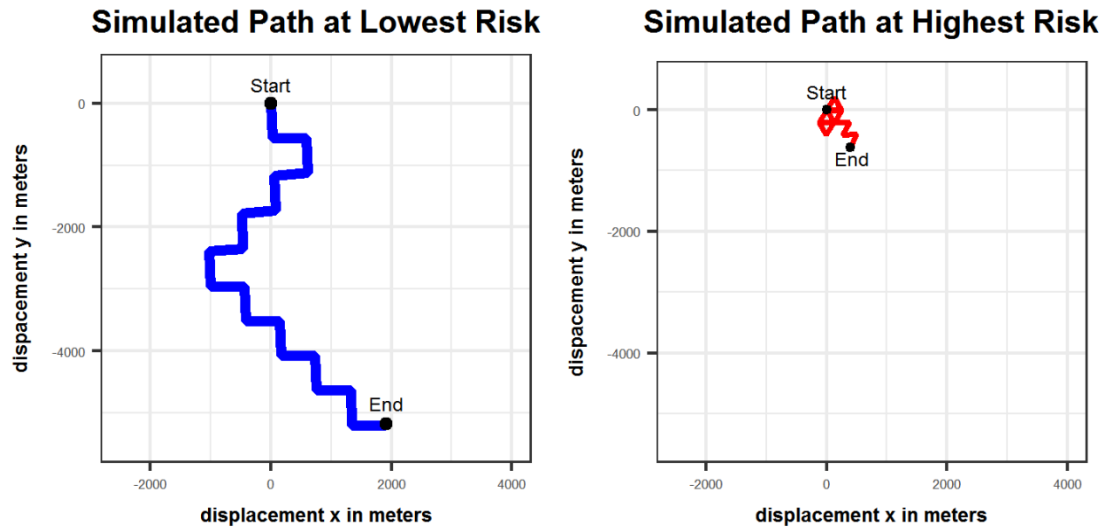 Simulated Path at Lowest Risk
Start
0
-2000
-4000
End
-2000
0
2000
4000
dispacement y in meters
displacement x in meters
Simulated Path at Highest Risk
Start
0
End
-2000
-4000
-2000
0
2000
4000
dispacement y in meters
displacement x in meters